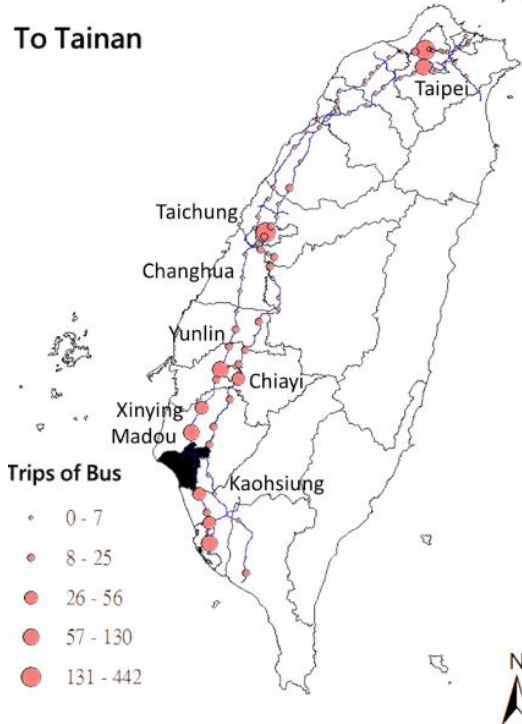 To Tainan
Taipei
Taichung
Changhua
Yunlin
Chiayi
Xinying
Madou
Kaohsiung
Trips of Bus
0 - 7
8 - 25
26 - 56
57 - 130
131 - 442
N